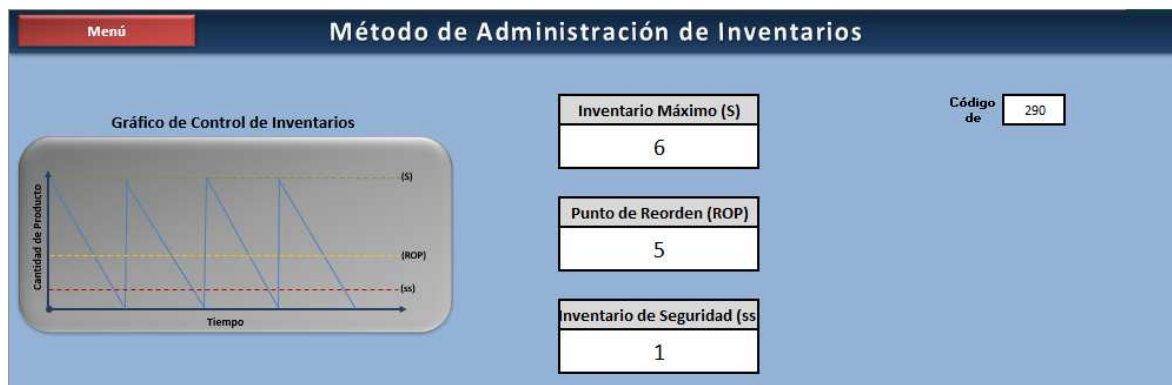 Menú
Método de Administración de Inventarios
Gráfico de Control de Inventarios
Cantidad de Producto
(S)
(ROP)
(ss)
Tiempo
Inventario Máximo (S)
6
Punto de Reorden (ROP)
5
Inventario de Seguridad (ss
1
Código
de
290